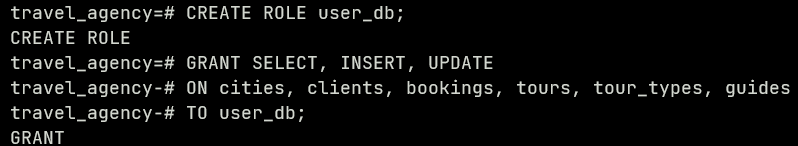 travel_agency=# CREATE ROLE user_db;
CREATE ROLE
travel_agency=# GRANT SELECT, INSERT, UPDATE
travel_agency-# ON cities, clients, bookings, tours, tour_types, guides
travel_agency-# TO user_db;
GRANT